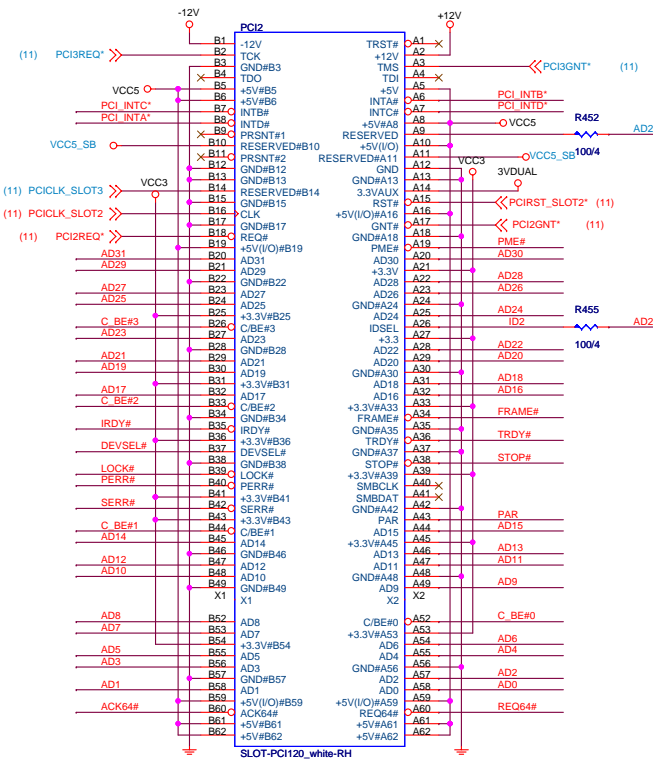 -12V +12V
PCI2
B1 -12V TRST# A1
(11) PCI3REQ* B2 TCK +12V A2
B3 GND#B3 TMS A3 PCI3GNT* (11)
B4 TDO TDI A4
VCC5 B5 +5V#B5 +5V A5
B6 +5V#B6 INTA# A6 PCI_INTB*
PCI_INTC* B7 INTB# INTC# A7 PCI_INTD*
PCI_INTA* B8 INTD# +5V#A8 A8 VCC5 R452
B9 PRSNT#1 RESERVED A9 AD2
VCC5_SB B10 RESERVED#B10 +5V(I/O) A10 100/4
B11 PRSNT#2 RESERVED#A11 A11 VCC5_SB
B12 GND#B12 GND A12 VCC3
B13 GND#B13 GND#A13 A13 3VDUAL
(11) PCICLK_SLOT3 VCC3 B14 RESERVED#B14 3.3VAUX A14
B15 GND#B15 RST# A15 PCIRST_SLOT2* (11)
(11) PCICLK_SLOT2 B16 CLK +5V(I/O)#A16 A16
B17 GND#B17 GNT# A17 PCI2GNT* (11)
(11) PCI2REQ* B18 REQ# GND#A18 A18
B19 +5V(I/O)#B19 PME# A19 PME#
AD31 B20 AD31 AD30 A20 AD30
AD29 B21 AD29 +3.3V A21
B22 GND#B22 AD28 A22 AD28
AD27 B23 AD27 AD26 A23 AD26
AD25 B24 AD25 GND#A24 A24
B25 +3.3V#B25 AD24 A25 AD24 R455
C_BE#3 B26 C/BE#3 IDSEL A26 ID2 AD2
AD23 B27 AD23 +3.3 A27 100/4
B28 GND#B28 AD22 A28 AD22
AD21 B29 AD21 AD20 A29 AD20
AD19 B30 AD19 GND#A30 A30
B31 +3.3V#B31 AD18 A31 AD18
AD17 B32 AD17 AD16 A32 AD16
C_BE#2 B33 C/BE#2 +3.3V#A33 A33
B34 GND#B34 FRAME# A34 FRAME#
IRDY# B35 IRDY# GND#A35 A35
B36 +3.3V#B36 TRDY# A36 TRDY#
DEVSEL# B37 DEVSEL# GND#A37 A37
B38 GND#B38 STOP# A38 STOP#
LOCK# B39 LOCK# +3.3V#A39 A39
PERR# B40 PERR# SMBCLK A40
B41 +3.3V#B41 SMBDAT A41
SERR# B42 SERR# GND#A42 A42
B43 +3.3V#B43 PAR A43 PAR
C_BE#1 B44 C/BE#1 AD15 A44 AD15
AD14 B45 AD14 +3.3V#A45 A45
B46 GND#B46 AD13 A46 AD13
AD12 B47 AD12 AD11 A47 AD11
AD10 B48 AD10 GND#A48 A48
B49 GND#B49 AD9 A49 AD9
X1 X1 X2 X2
AD8 B52 AD8 C/BE#0 A52 C_BE#0
AD7 B53 AD7 +3.3V#A53 A53
B54 +3.3V#B54 AD6 A54 AD6
AD5 B55 AD5 AD4 A55 AD4
AD3 B56 AD3 GND#A56 A56
B57 GND#B57 AD2 A57 AD2
AD1 B58 AD1 AD0 A58 AD0
B59 +5V(I/O)#B59 +5V(I/O)#A59 A59
ACK64# B60 ACK64# REQ64# A60 REQ64#
B61 +5V#B61 +5V#A61 A61
B62 +5V#B62 +5V#A62 A62
SLOT-PCI120_white-RH